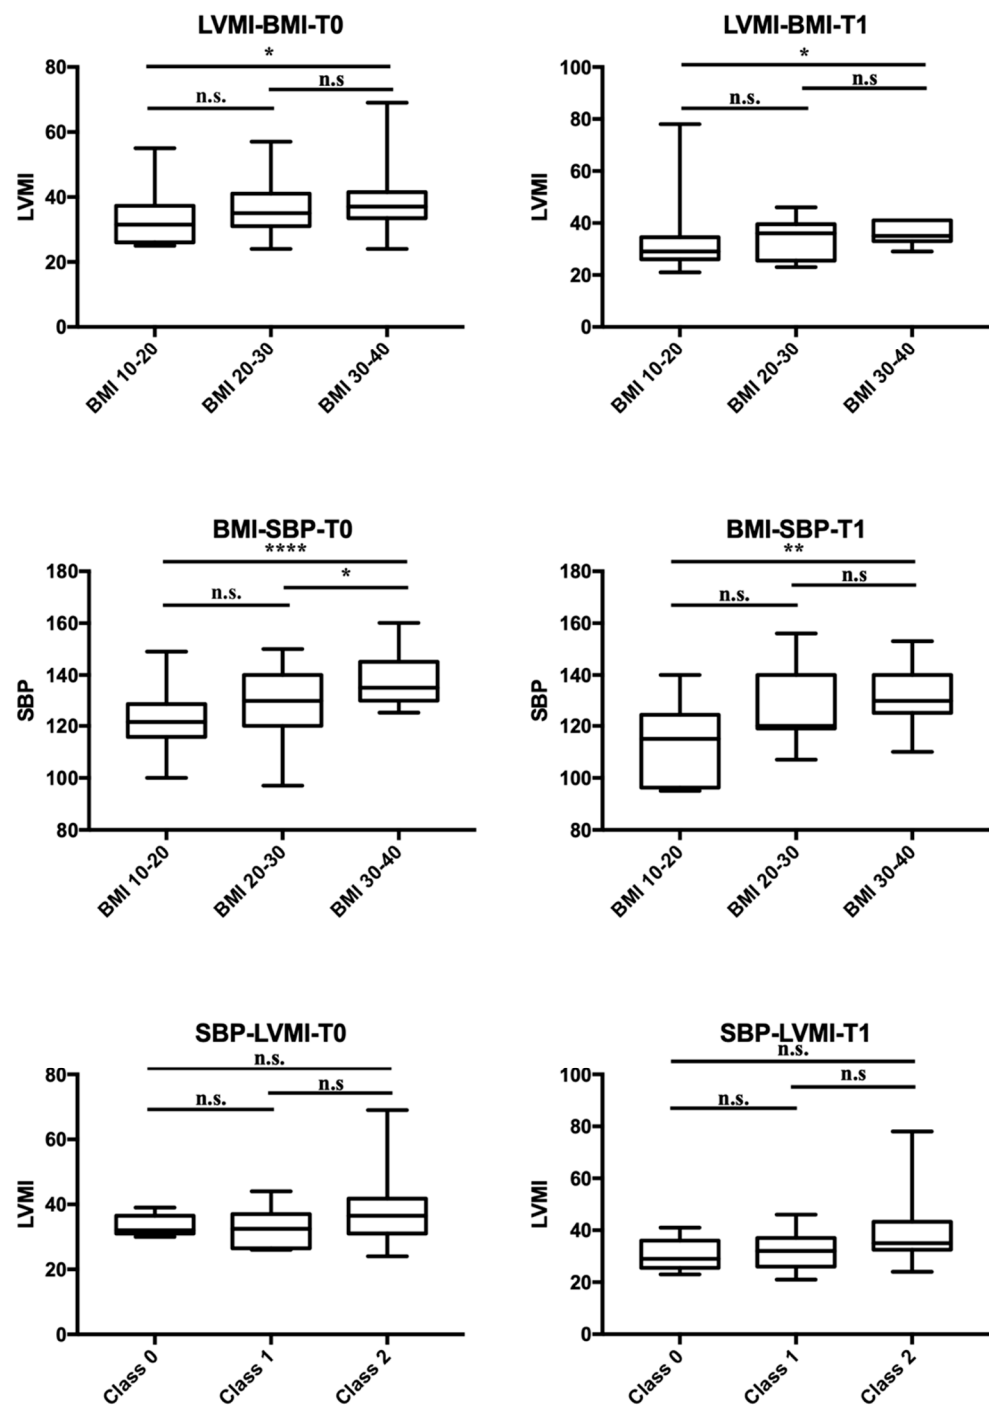 LVMI-BMI-T0
*
n.s.
n.s
LVMI
80
60
40
20
0
BMI 10-20
BMI 20-30
BMI 30-40
LVMI-BMI-T1
*
n.s.
n.s
LVMI
100
80
60
40
20
0
BMI 10-20
BMI 20-30
BMI 30-40
BMI-SBP-T0
****
*
n.s.
SBP
180
160
140
120
100
80
BMI 10-20
BMI 20-30
BMI 30-40
BMI-SBP-T1
**
n.s
n.s.
SBP
180
160
140
120
100
80
BMI 10-20
BMI 20-30
BMI 30-40
SBP-LVMI-T0
n.s.
n.s
n.s.
LVMI
80
60
40
20
0
Class 0
Class 1
Class 2
SBP-LVMI-T1
n.s.
n.s
n.s.
LVMI
100
80
60
40
20
0
Class 0
Class 1
Class 2